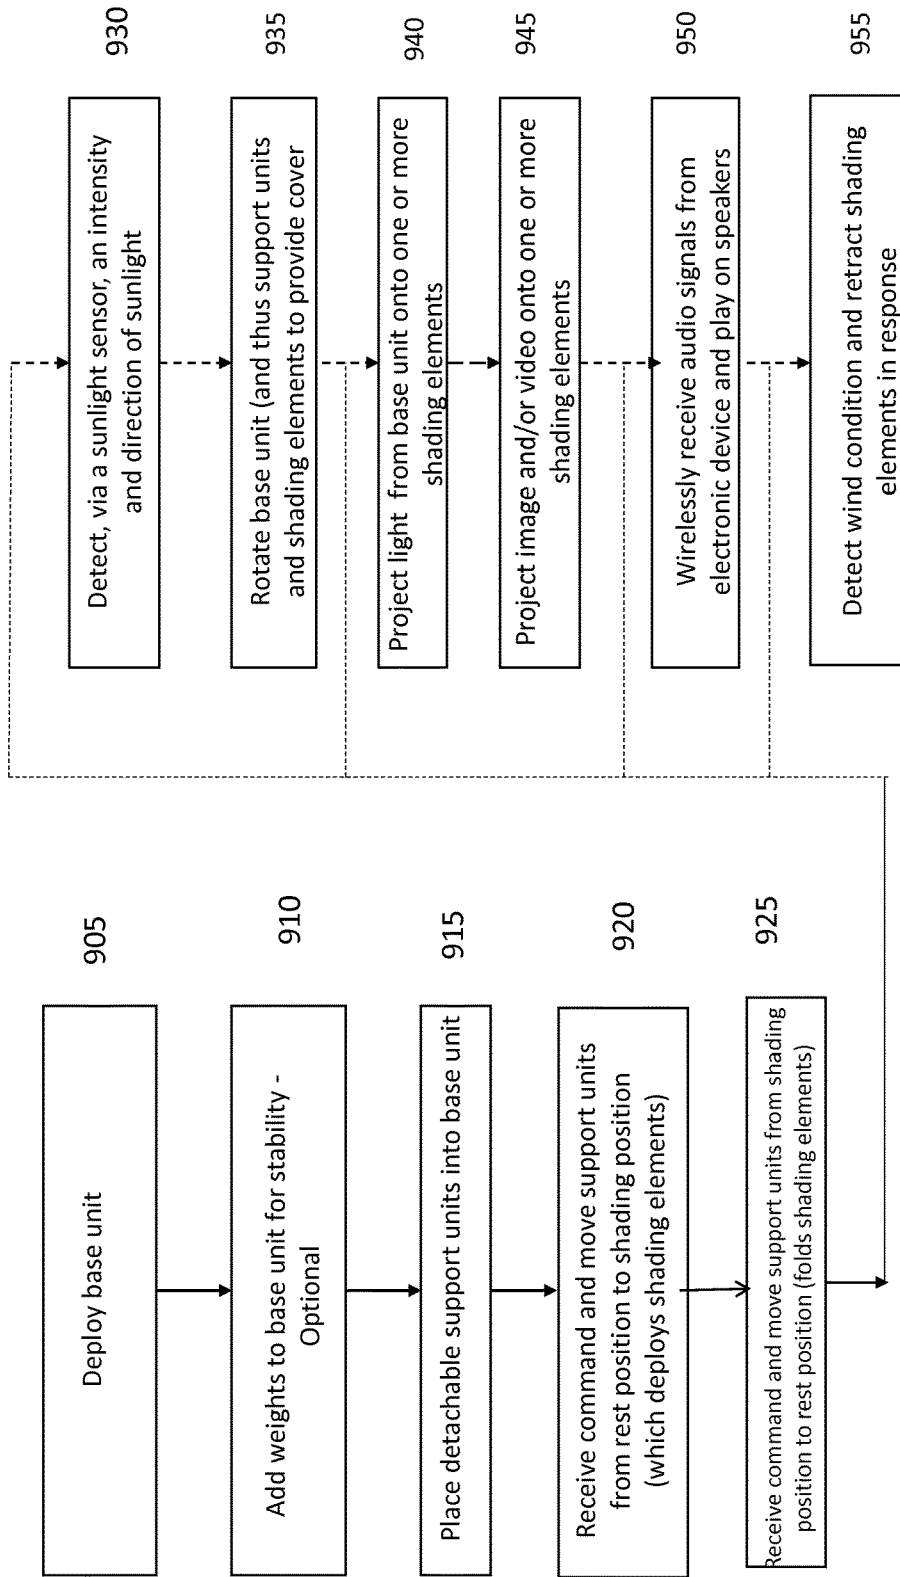 Deploy base unit
905
Add weights to base unit for stability -
Optional
910
Place detachable support units into base unit
915
Receive command and move support units
from rest position to shading position
(which deploys shading elements)
920
Receive command and move support units from shading
position to rest position (folds shading elements)
925
Detect, via a sunlight sensor, an intensity
and direction of sunlight
930
Rotate base unit (and thus support units
and shading elements to provide cover
935
Project light from base unit onto one or more
shading elements
940
Project image and/or video onto one or more
shading elements
945
Wirelessly receive audio signals from
electronic device and play on speakers
950
Detect wind condition and retract shading
elements in response
955